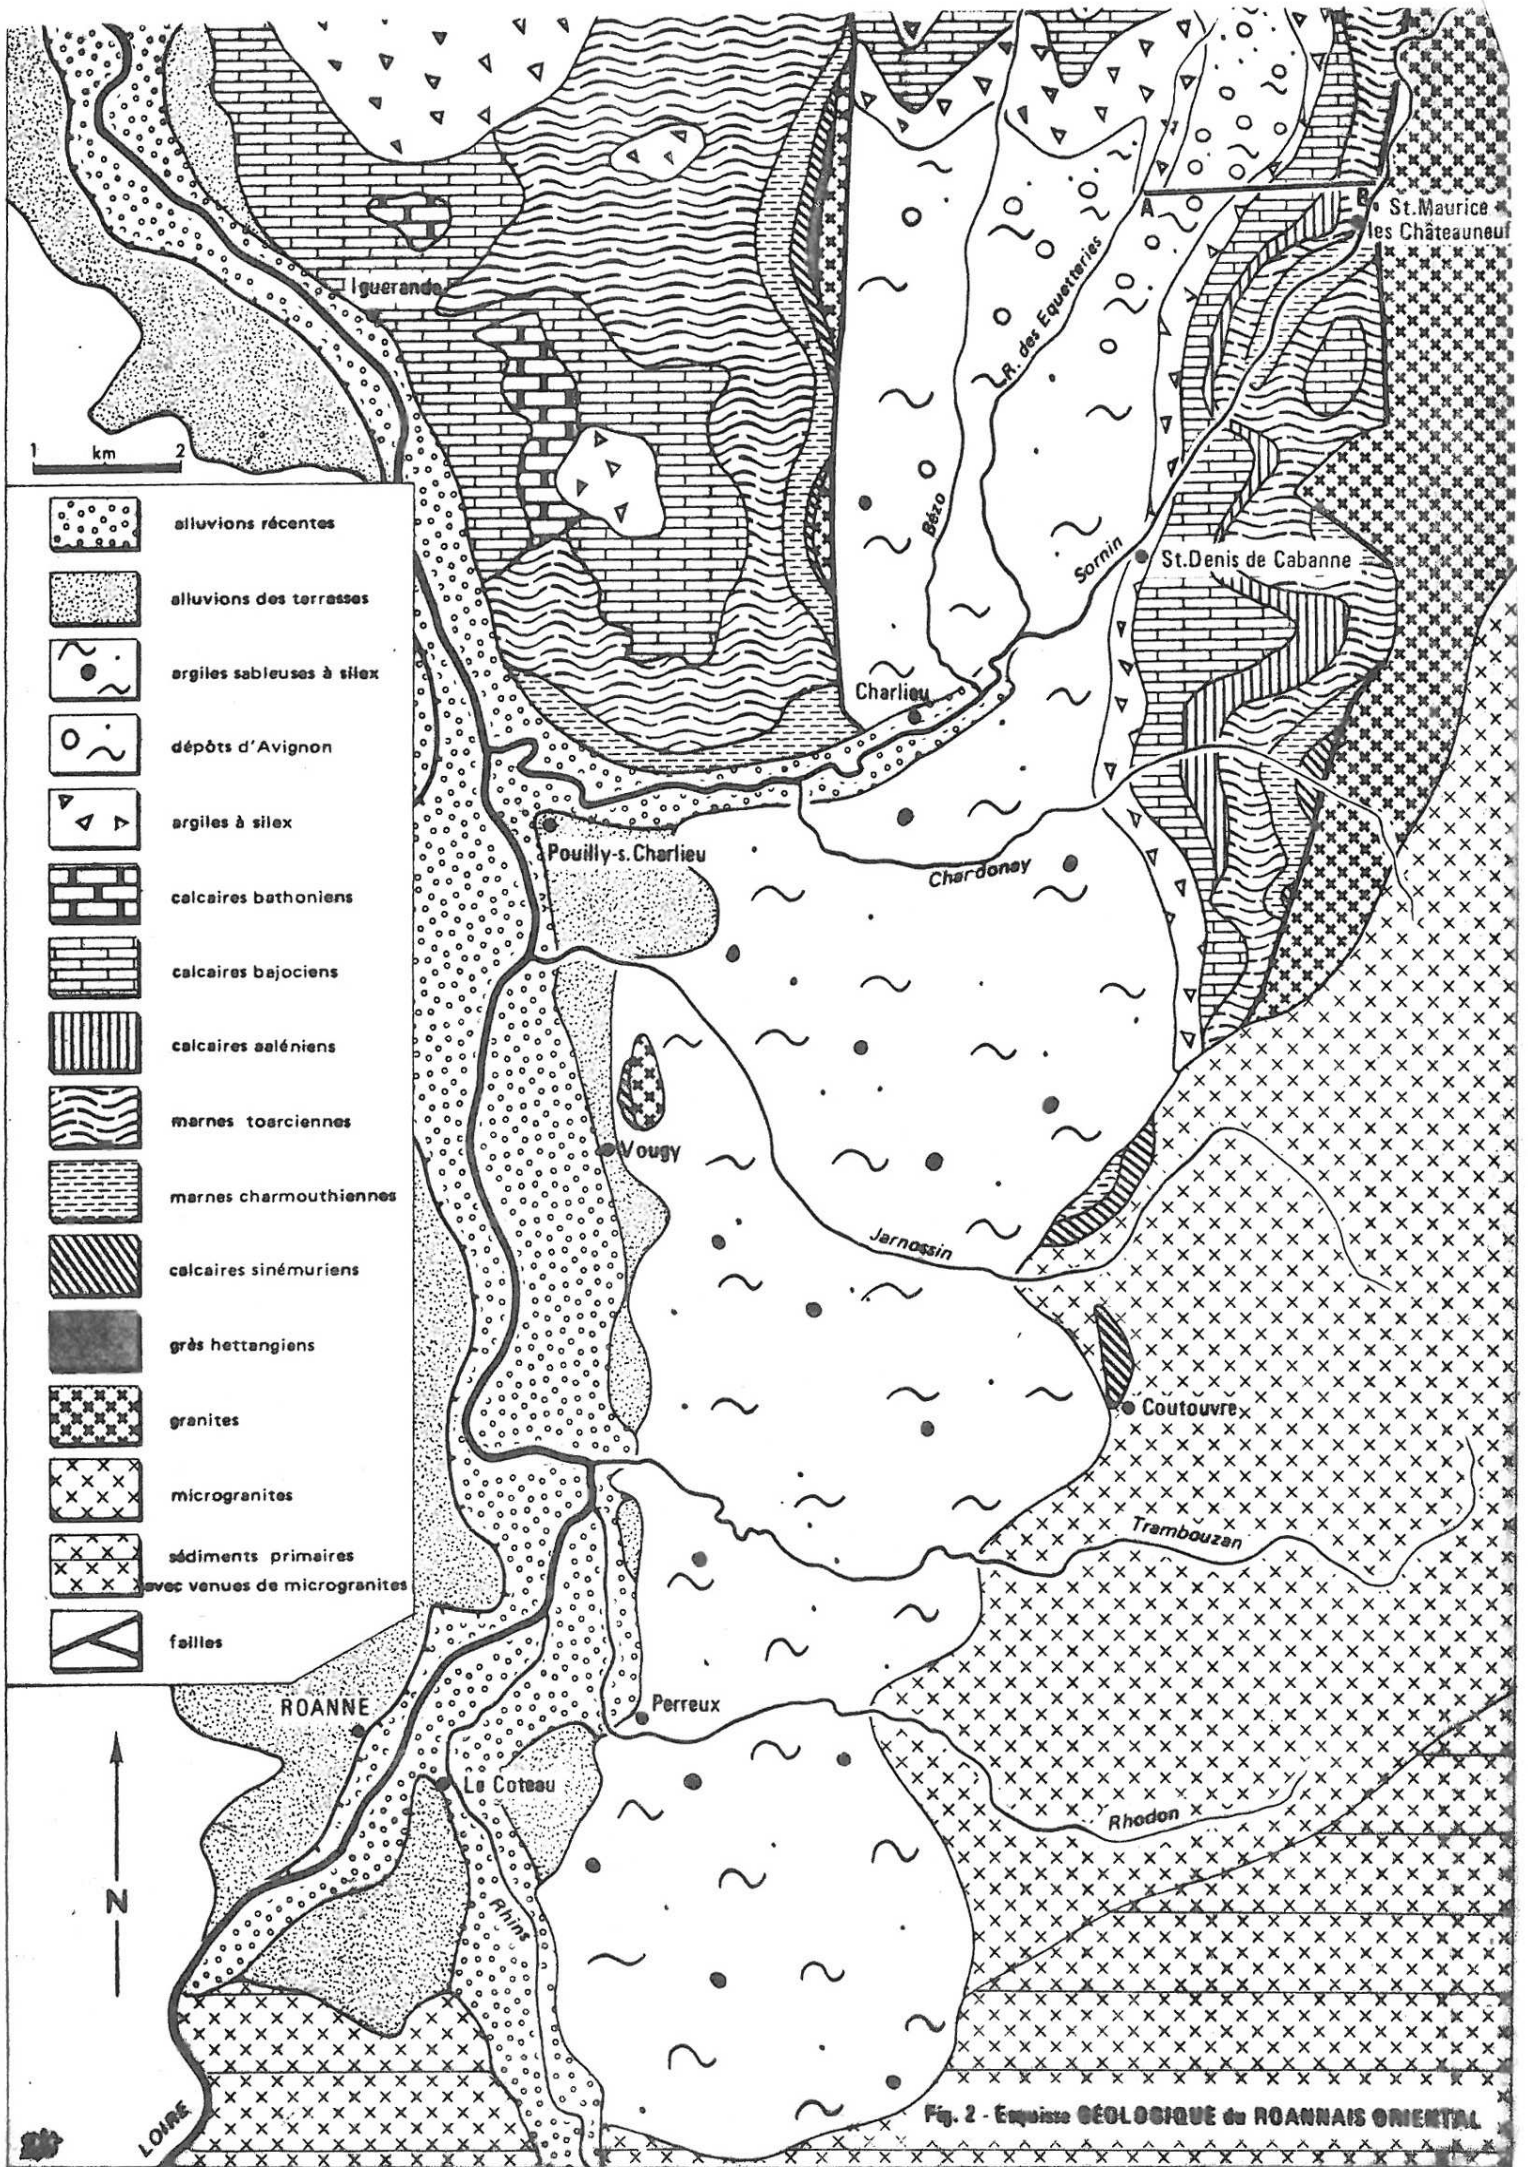 St.Maurice
les Châteauneuf
A
B
Iguerande
R. des Equetteries
1 km 2
Bézo
Sornin
St.Denis de Cabanne
Charlieu
alluvions récentes
alluvions des terrasses
argiles sableuses à silex
dépôts d'Avignon
argiles à silex
calcaires bathoniens
calcaires bajociens
calcaires aaléniens
marnes toarciennes
marnes charmouthiennes
calcaires sinémuriens
grès hettangiens
granites
microgranites
sédiments primaires
avec venues de microgranites
failles
Pouilly-s.Charlieu
Chardonay
Vougy
Jarnossin
Coutouvre
Trambouzan
ROANNE
Perreux
Le Coteau
Rhodon
N
Rhins
LOIRE
Fig. 2 - Esquisse GÉOLOGIQUE du ROANNAIS ORIENTAL